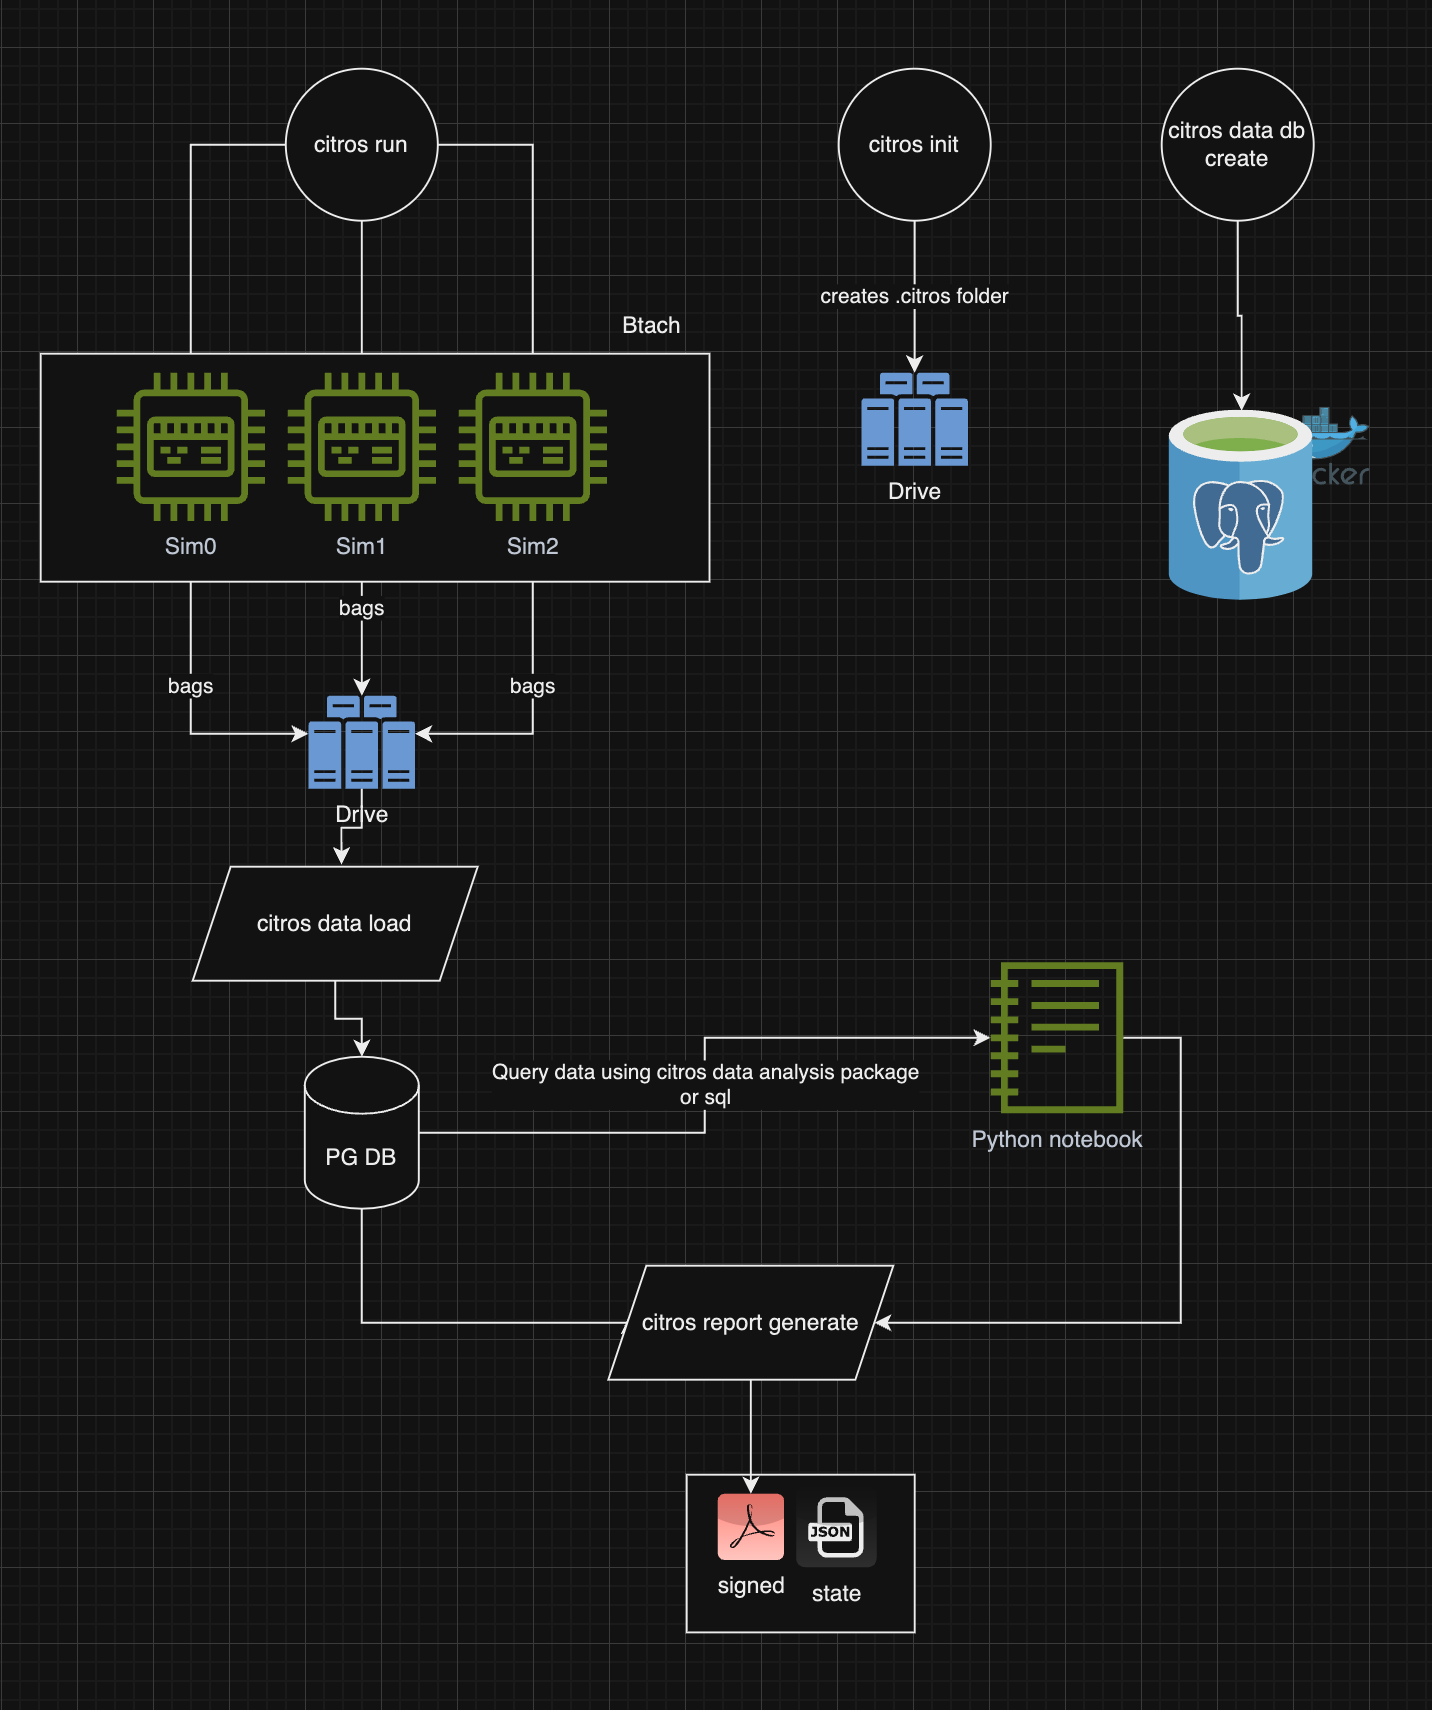 citros run
citros init
citros data db
create
creates .citros folder
Btach
Sim0
Sim1
Sim2
Drive
cker
bags
bags
bags
Drive
citros data load
Query data using citros data analysis package
or sql
Python notebook
PG DB
citros report generate
JSON
signed
state